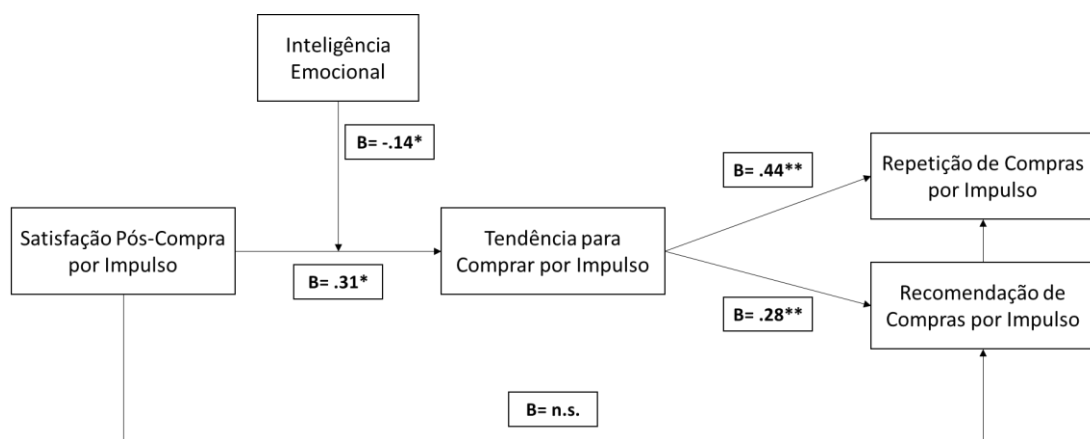 Inteligência
Emocional
B= -.14*
B= .44**
Repetição de Compras
por Impulso
Satisfação Pós-Compra
por Impulso
Tendência para
Comprar por Impulso
B= .31*
B= .28**
Recomendação de
Compras por Impulso
B= n.s.